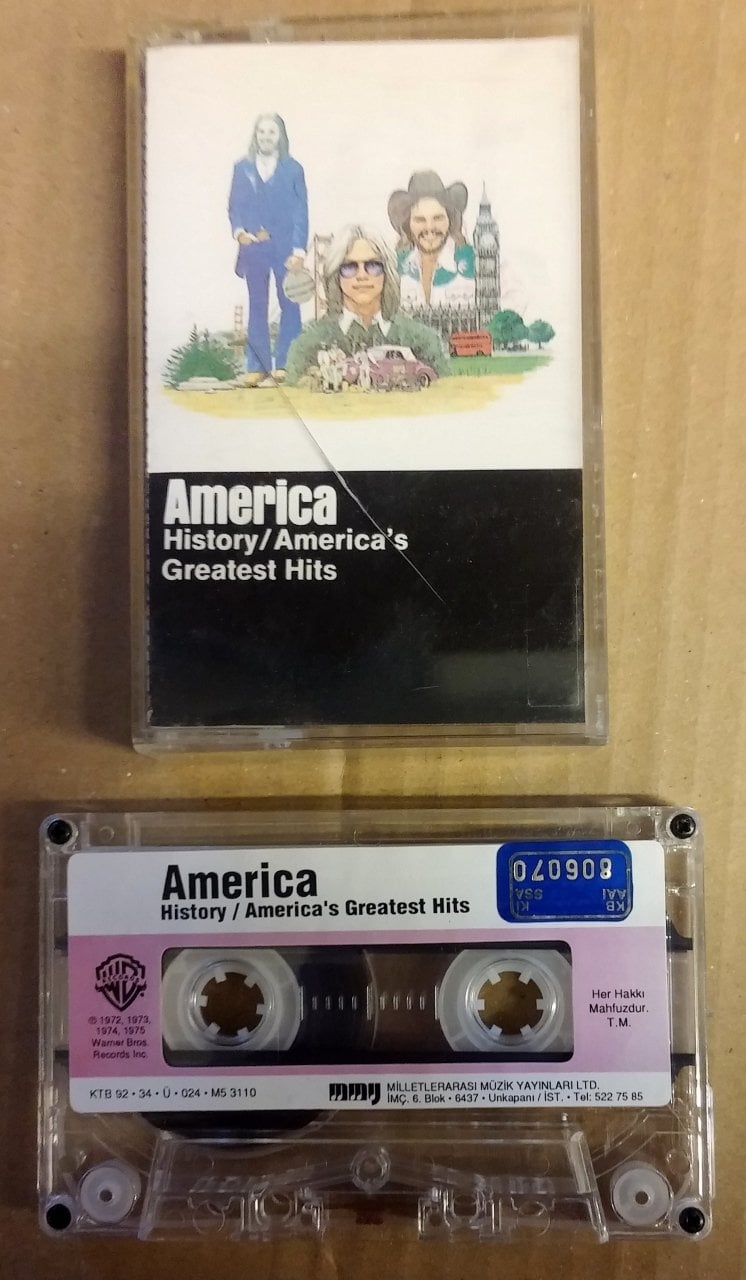 America
History/America's
Greatest Hits
America
History / America's Greatest Hits
KB KI
AAI SSA
806070
WB
RECORDS
© 1972, 1973,
1974, 1975
Warner Bros.
Records Inc.
Her Hakkı
Mahfuzdur.
T.M.
KTB 92 • 34 • Ü • 024 • M5 3110
mmy
MİLLETLERARASI MÜZİK YAYINLARI LTD.
İMÇ. 6. Blok • 6437 • Unkapanı / İST. • Tel: 522 75 85